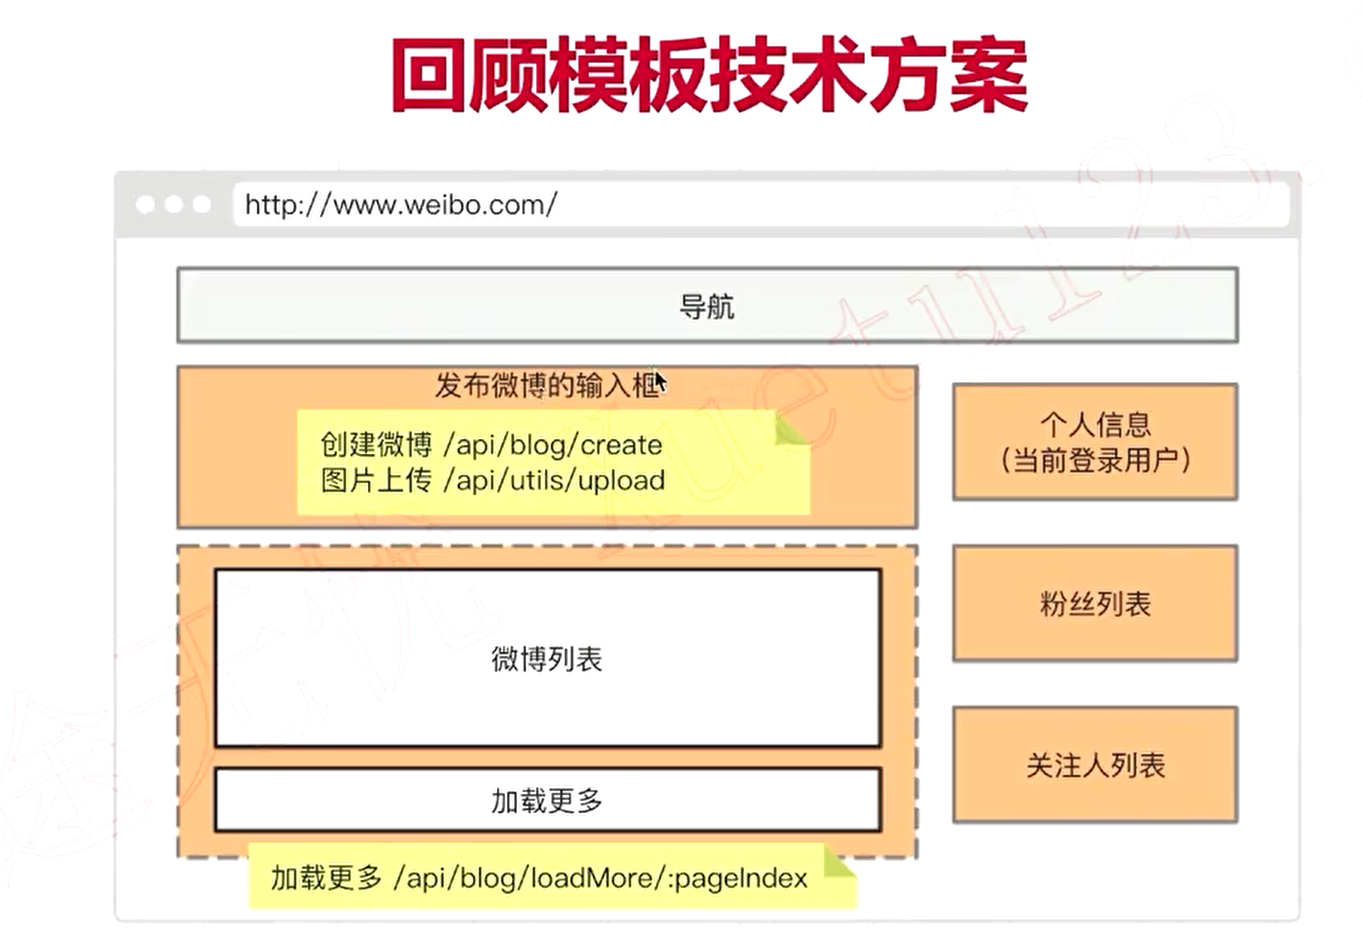 回顾模板技术方案
http://www.weibo.com/
导航
发布微博的输入框
创建微博 /api/blog/create
图片上传 /api/utils/upload
个人信息
（当前登录用户）
微博列表
粉丝列表
加载更多
关注人列表
加载更多 /api/blog/loadMore/:pageIndex